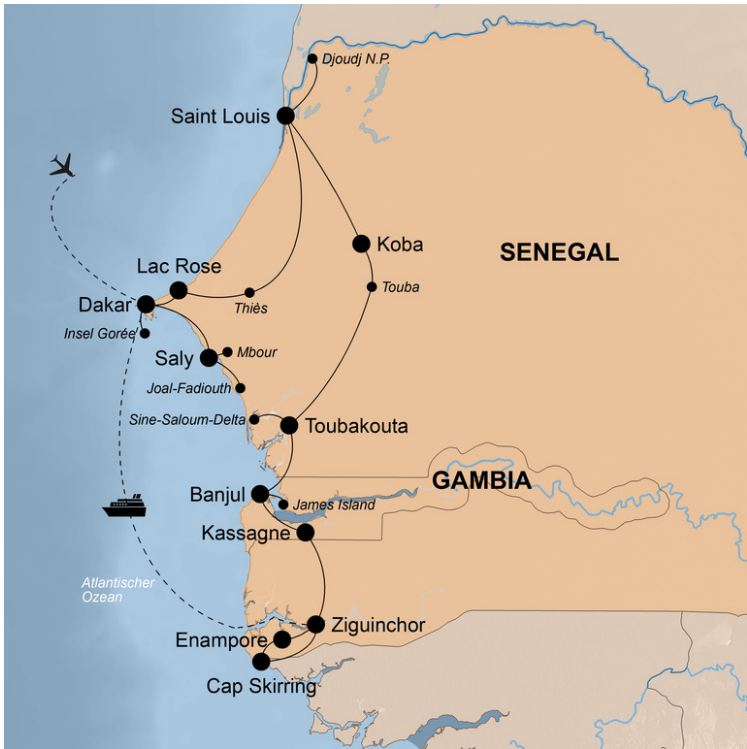 Djoudj N.P.
Saint Louis
Koba
SENEGAL
Lac Rose
Touba
Dakar
Thiès
Insel Gorée
Mbour
Saly
Joal-Fadiouth
Sine-Saloum-Delta
Toubakouta
GAMBIA
Banjul
James Island
Kassagne
Atlantischer
Ozean
Ziguinchor
Enampore
Cap Skirring